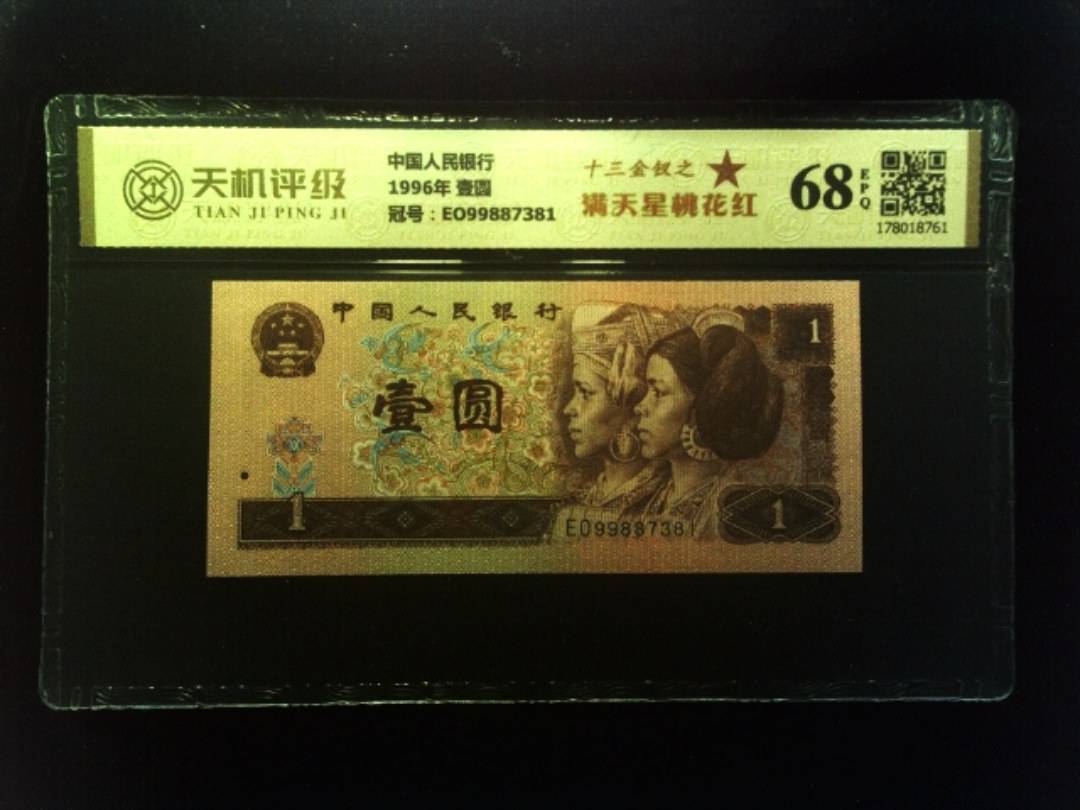 天机评级
TIAN JI PING JI
中国人民银行
1996年 壹圆
冠号：EO99887381
十三金钗之
满天星桃花红
68
EPQ
178018761
中国人民银行
1
壹圆
1
EO99887381
1